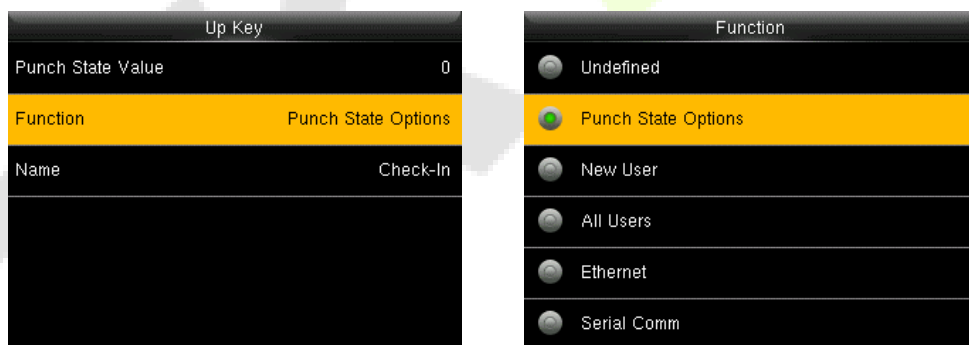 Up Key
Punch State Value 0
Function Punch State Options
Name Check-In
Function
Undefined
Punch State Options
New User
All Users
Ethernet
Serial Comm